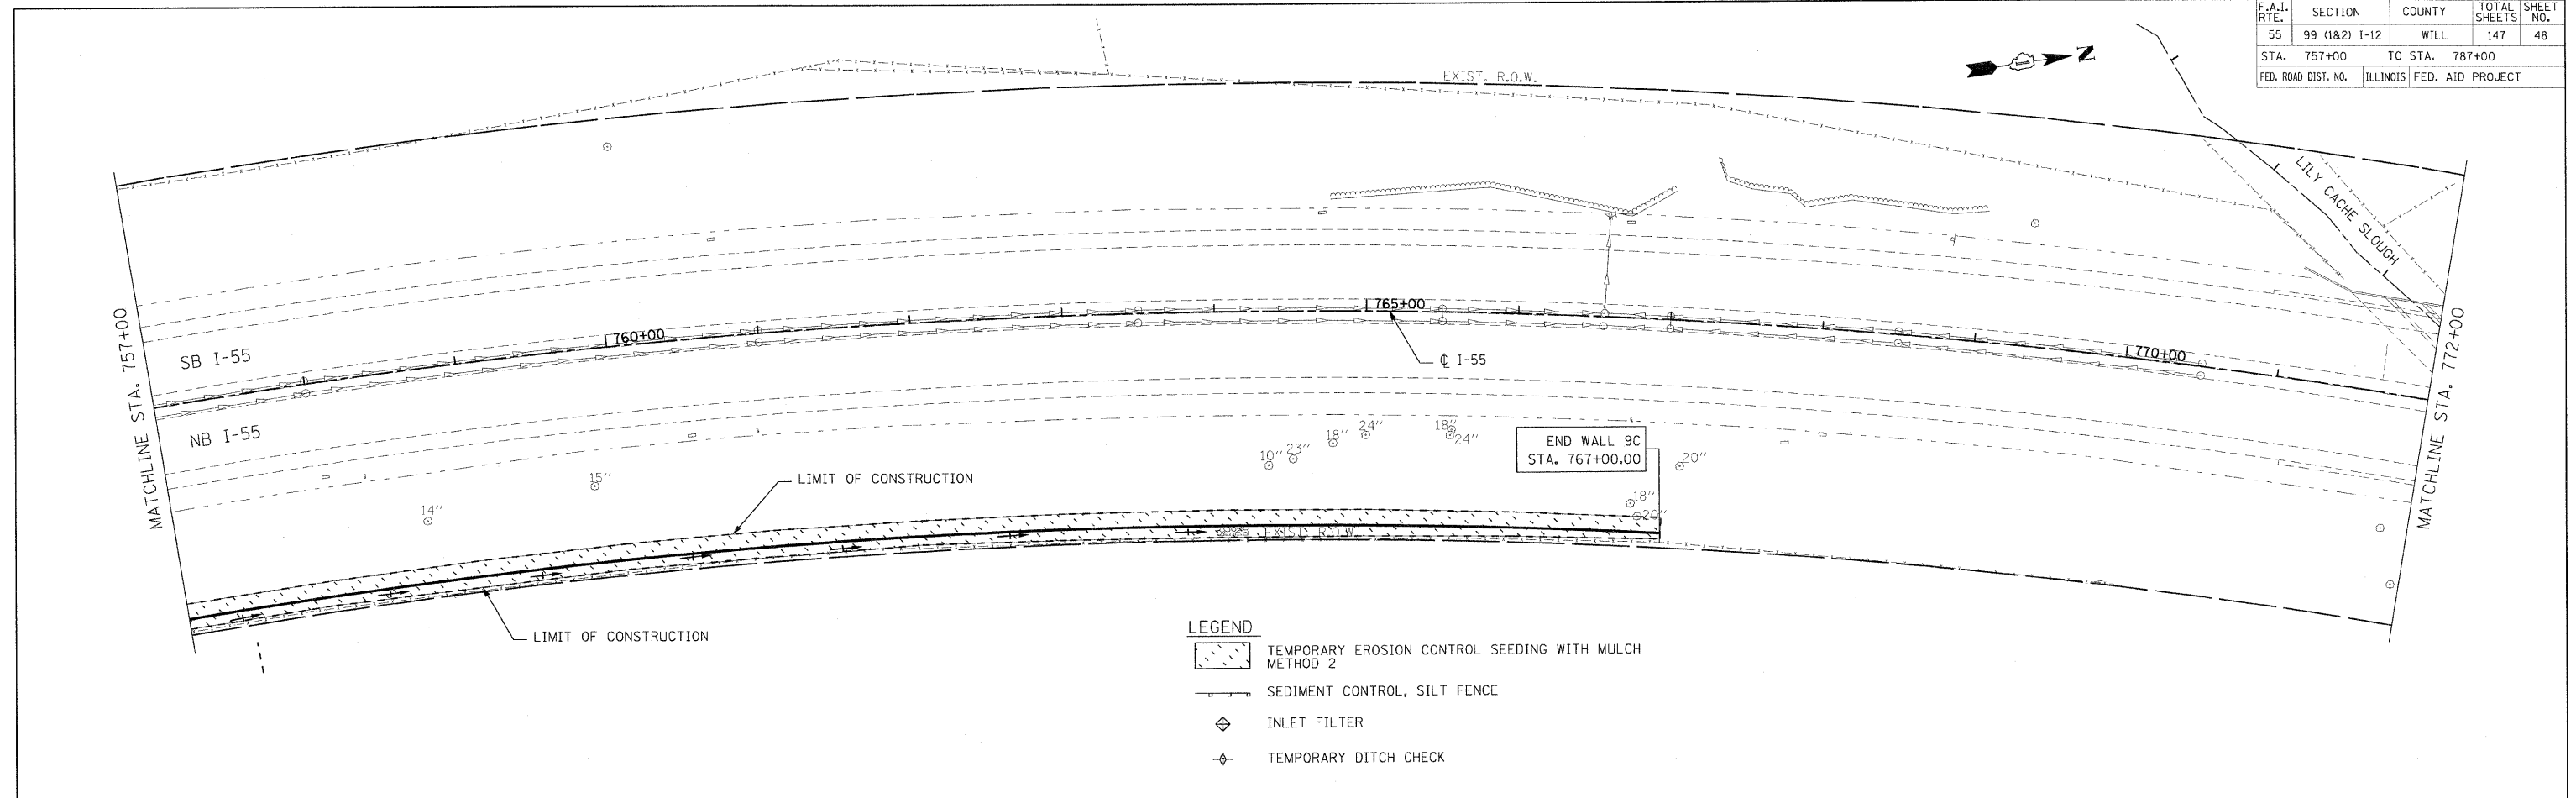 F.A.I. RTE. SECTION COUNTY TOTAL SHEETS SHEET NO.
55 99 (1&2) I-12 WILL 147 48
STA. 757+00 TO STA. 787+00
FED. ROAD DIST. NO. ILLINOIS FED. AID PROJECT
N
EXIST. R.O.W.
LILY CACHE SLOUGH
MATCHLINE STA. 757+00
SB I-55
NB I-55
760+00
765+00
770+00
℄ I-55
MATCHLINE STA. 772+00
END WALL 9C
STA. 767+00.00
14"
15"
10"
23"
18"
24"
18"
24"
20"
18"
20"
LIMIT OF CONSTRUCTION
EXIST. R.O.W.
LIMIT OF CONSTRUCTION
LEGEND
TEMPORARY EROSION CONTROL SEEDING WITH MULCH
METHOD 2
SEDIMENT CONTROL, SILT FENCE
INLET FILTER
TEMPORARY DITCH CHECK